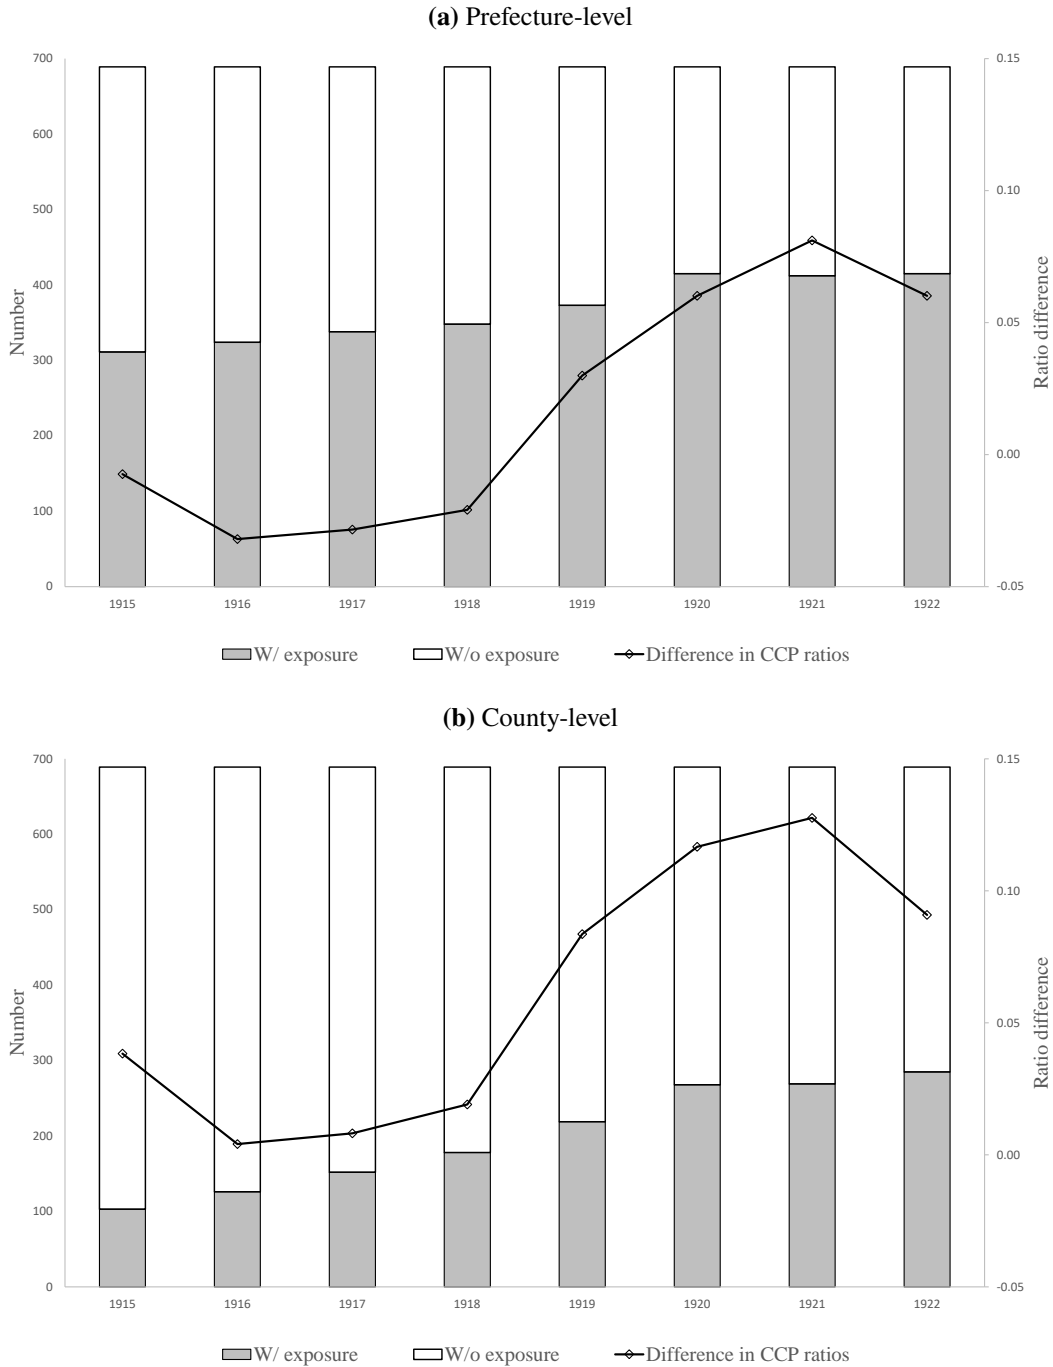 (a) Prefecture-level
700
600
500
400
300
200
100
0
Number
0.15
0.10
0.05
0.00
-0.05
Ratio difference
1915 1916 1917 1918 1919 1920 1921 1922
W/ exposure W/o exposure Difference in CCP ratios
(b) County-level
700
600
500
400
300
200
100
0
Number
0.15
0.10
0.05
0.00
-0.05
Ratio difference
1915 1916 1917 1918 1919 1920 1921 1922
W/ exposure W/o exposure Difference in CCP ratios